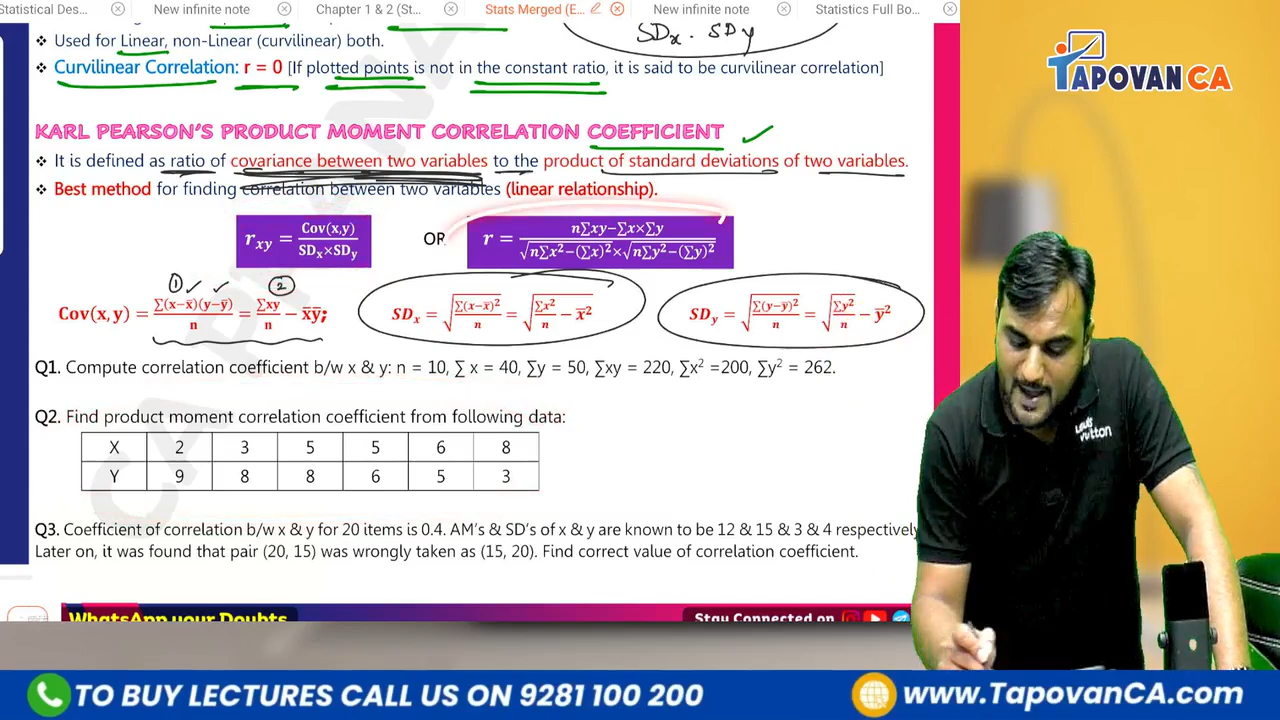 Statistical Des...
New infinite note
Chapter 1 & 2 (St...
Stats Merged (E...
New infinite note
Statistics Full Bo...
❖ Used for Linear, non-Linear (curvilinear) both.
SDx . SDy
❖ Curvilinear Correlation: r = 0 [If plotted points is not in the constant ratio, it is said to be curvilinear correlation]
TAPOVAN CA
KARL PEARSON'S PRODUCT MOMENT CORRELATION COEFFICIENT
❖ It is defined as ratio of covariance between two variables to the product of standard deviations of two variables.
❖ Best method for finding correlation between two variables (linear relationship).
r_xy = Cov(x,y) / SDx×SDy OR r = n∑xy−∑x×∑y / √n∑x²−(∑x)²×√n∑y²−(∑y)²
① ②
Cov(x, y) = ∑(x−x̄)(y−ȳ) / n = ∑xy / n − x̄ȳ; SDx = √∑(x−x̄)² / n = √∑x² / n − x̄² SDy = √∑(y−ȳ)² / n = √∑y² / n − ȳ²
Q1. Compute correlation coefficient b/w x & y: n = 10, ∑ x = 40, ∑y = 50, ∑xy = 220, ∑x² =200, ∑y² = 262.
Q2. Find product moment correlation coefficient from following data:
X 2 3 5 5 6 8
Y 9 8 8 6 5 3
Q3. Coefficient of correlation b/w x & y for 20 items is 0.4. AM's & SD's of x & y are known to be 12 & 15 & 3 & 4 respectively
Later on, it was found that pair (20, 15) was wrongly taken as (15, 20). Find correct value of correlation coefficient.
Louis Vuitton
WhatsApp your Doubts
Stay Connected on
TO BUY LECTURES CALL US ON 9281 100 200
www.TapovanCA.com